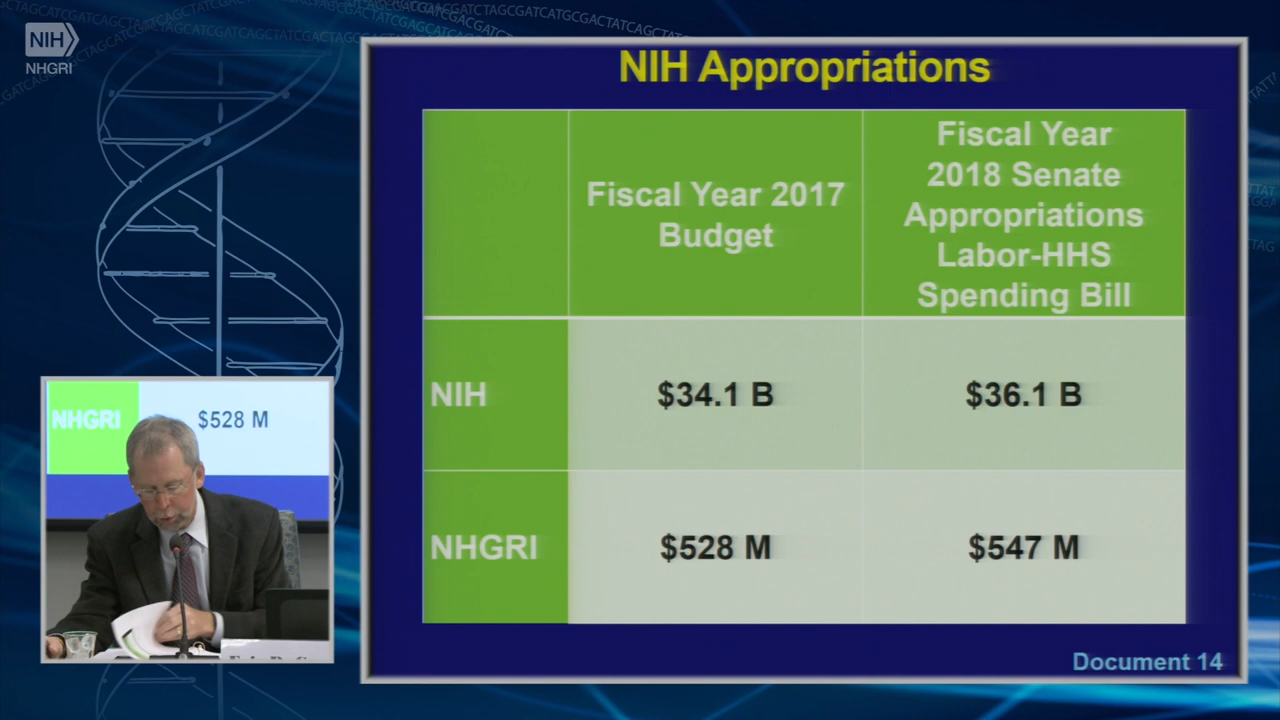 NIH
NHGRI
NIH Appropriations
Fiscal Year 2017
Budget
Fiscal Year
2018 Senate
Appropriations
Labor-HHS
Spending Bill
NIH
$34.1 B
$36.1 B
NHGRI
$528 M
$547 M
Document 14
NHGRI
$528 M